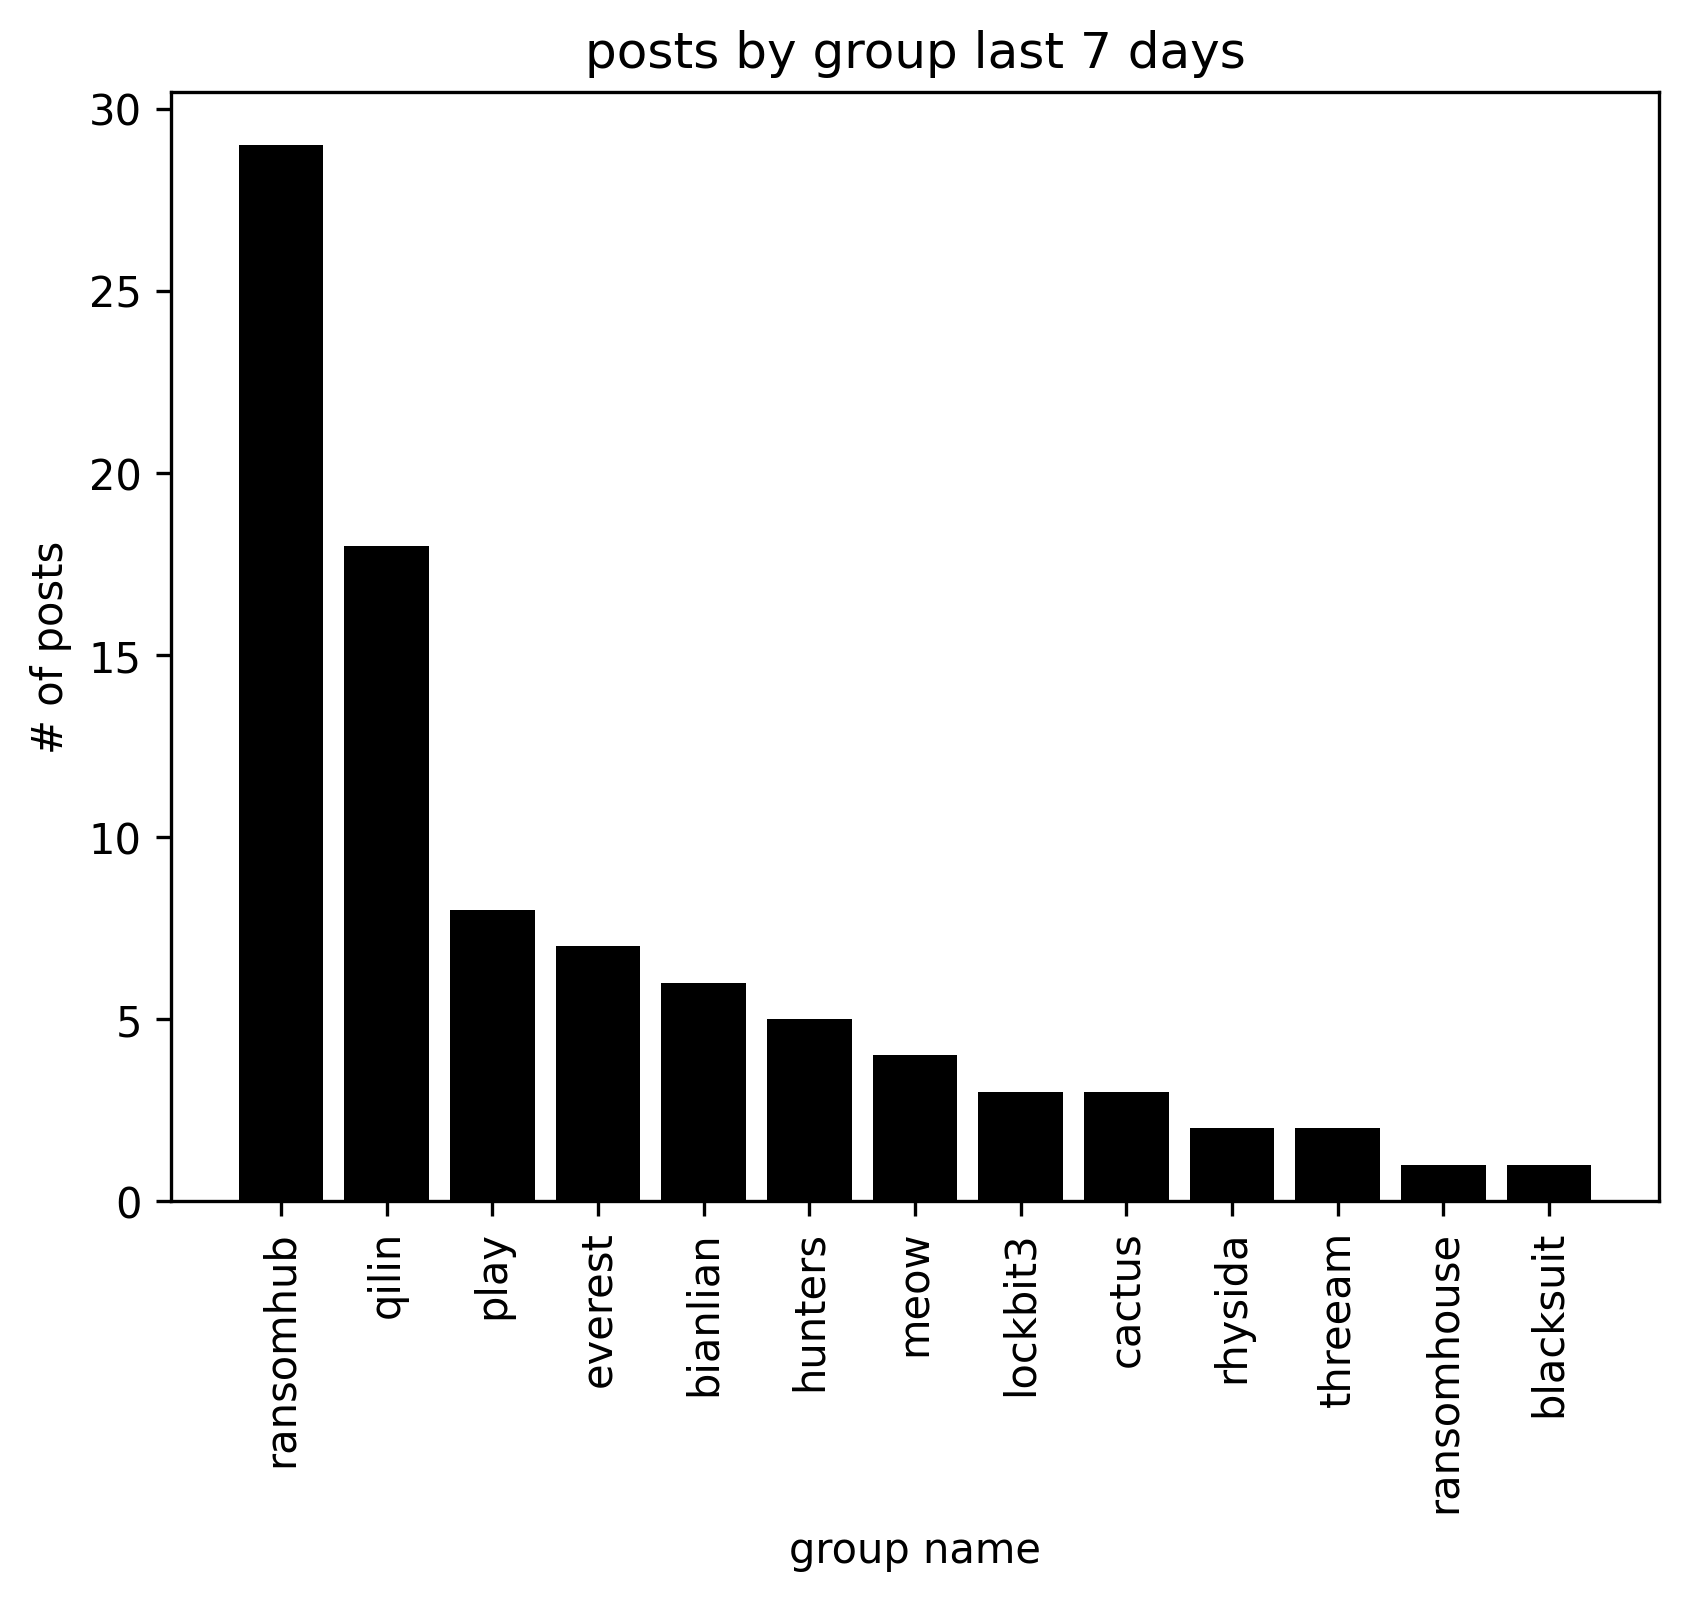 posts by group last 7 days
# of posts
30
25
20
15
10
5
0
ransomhub
qilin
play
everest
bianlian
hunters
meow
lockbit3
cactus
rhysida
threeam
ransomhouse
blacksuit
group name